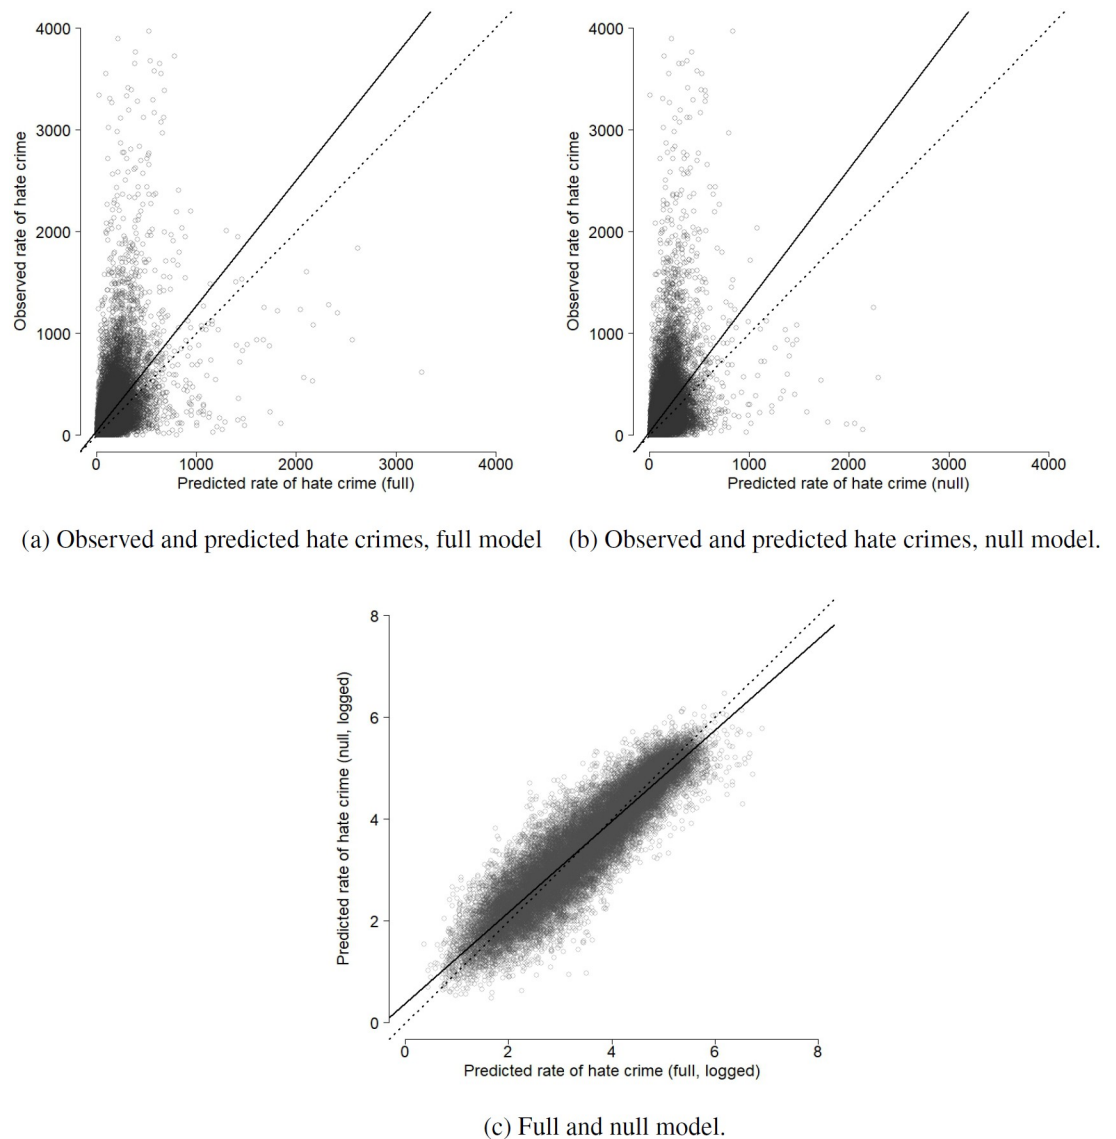 4000
3000
2000
1000
0
Observed rate of hate crime
0 1000 2000 3000 4000
Predicted rate of hate crime (full)
4000
3000
2000
1000
0
Observed rate of hate crime
0 1000 2000 3000 4000
Predicted rate of hate crime (null)
(a) Observed and predicted hate crimes, full model
(b) Observed and predicted hate crimes, null model.
8
6
4
2
0
Predicted rate of hate crime (null, logged)
0 2 4 6 8
Predicted rate of hate crime (full, logged)
(c) Full and null model.